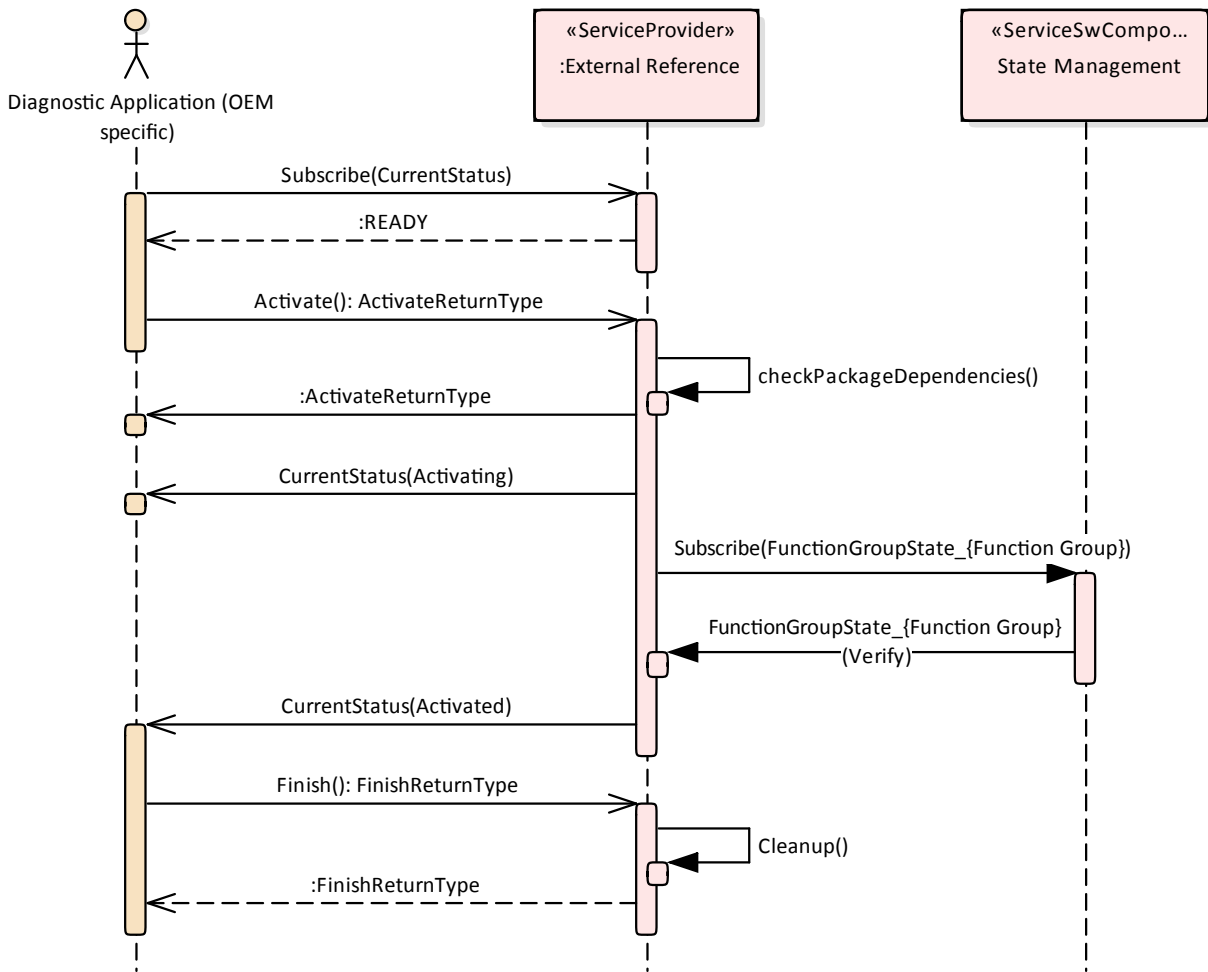 «ServiceProvider»
:External Reference
«ServiceSwCompo...
State Management
Diagnostic Application (OEM
specific)
Subscribe(CurrentStatus)
:READY
Activate(): ActivateReturnType
checkPackageDependencies()
:ActivateReturnType
CurrentStatus(Activating)
Subscribe(FunctionGroupState_{Function Group})
FunctionGroupState_{Function Group}
(Verify)
CurrentStatus(Activated)
Finish(): FinishReturnType
Cleanup()
:FinishReturnType